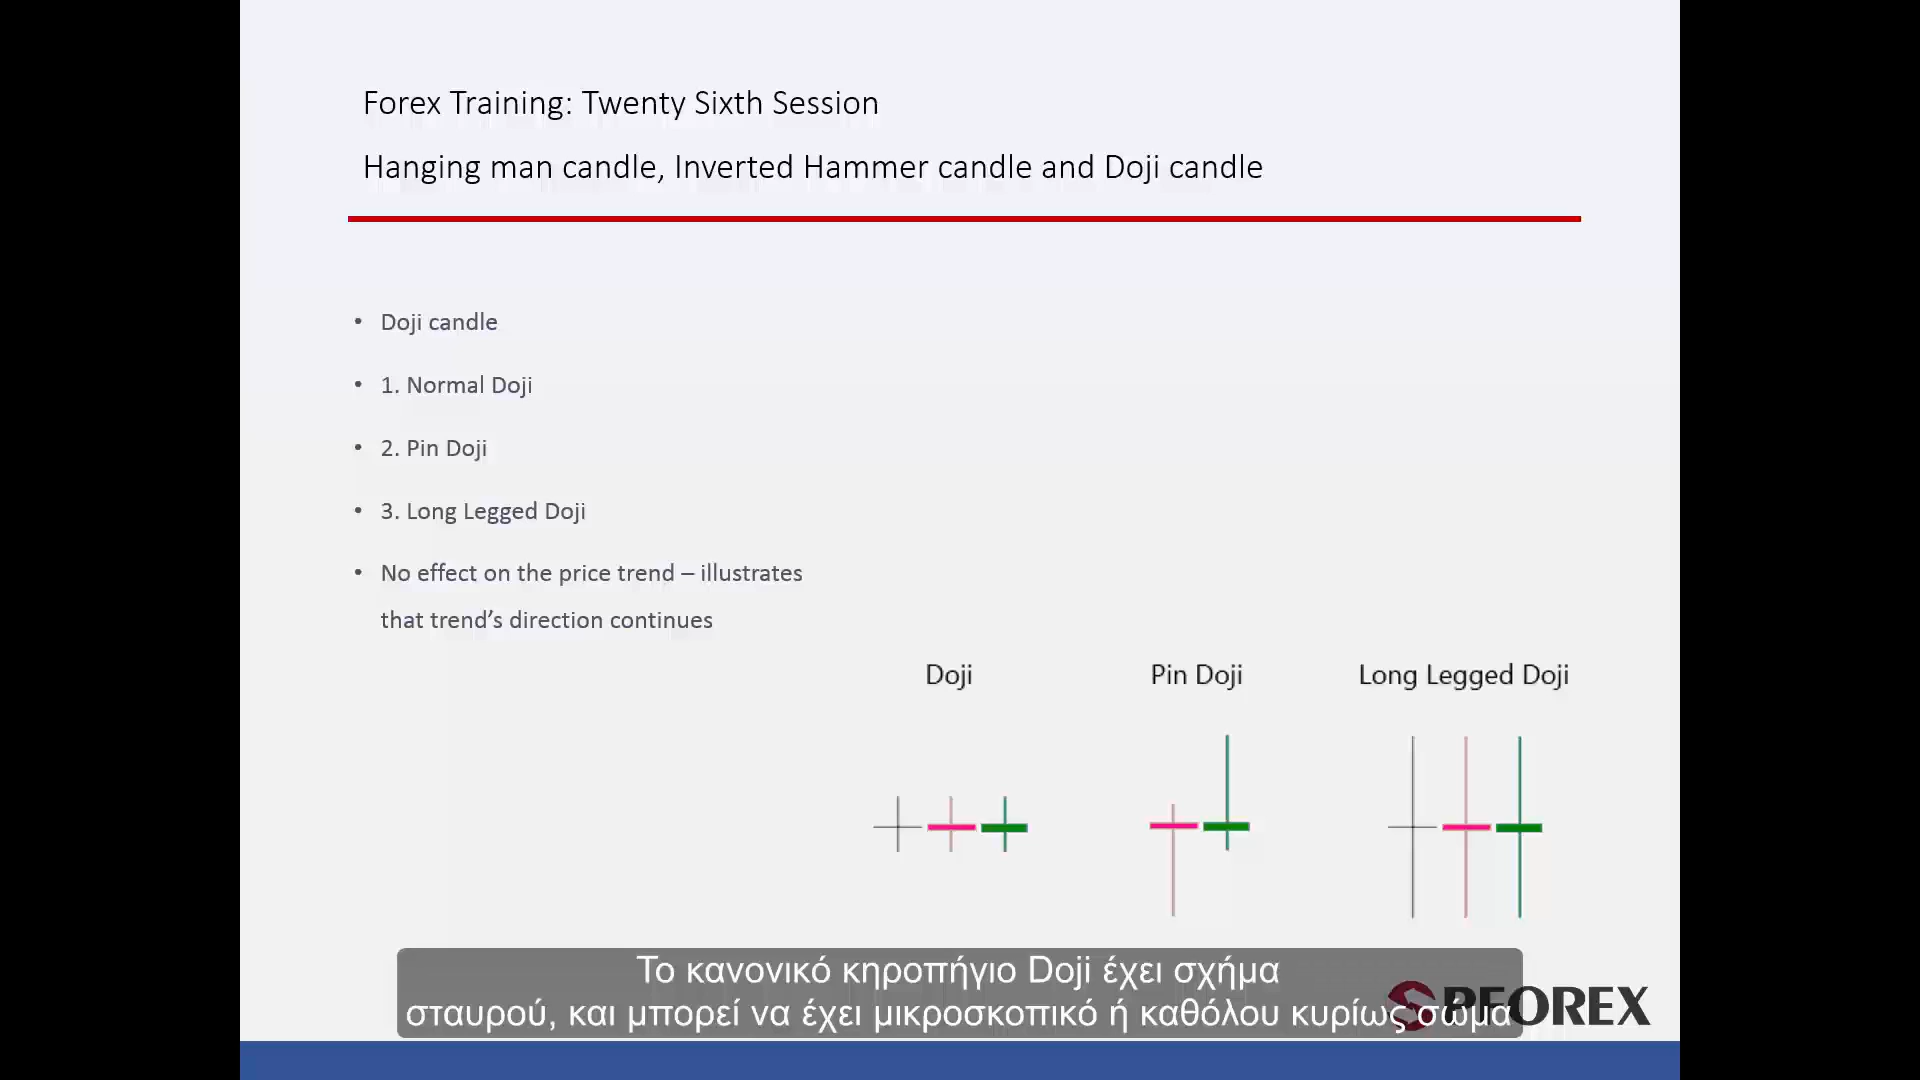 Forex Training: Twenty Sixth Session
Hanging man candle, Inverted Hammer candle and Doji candle
• Doji candle
• 1. Normal Doji
• 2. Pin Doji
• 3. Long Legged Doji
• No effect on the price trend – illustrates
that trend’s direction continues
Doji
Pin Doji
Long Legged Doji
Το κανονικό κηροπήγιο Doji έχει σχήμα
σταυρού, και μπορεί να έχει μικροσκοπικό ή καθόλου κυρίως σώμα
PFOREX